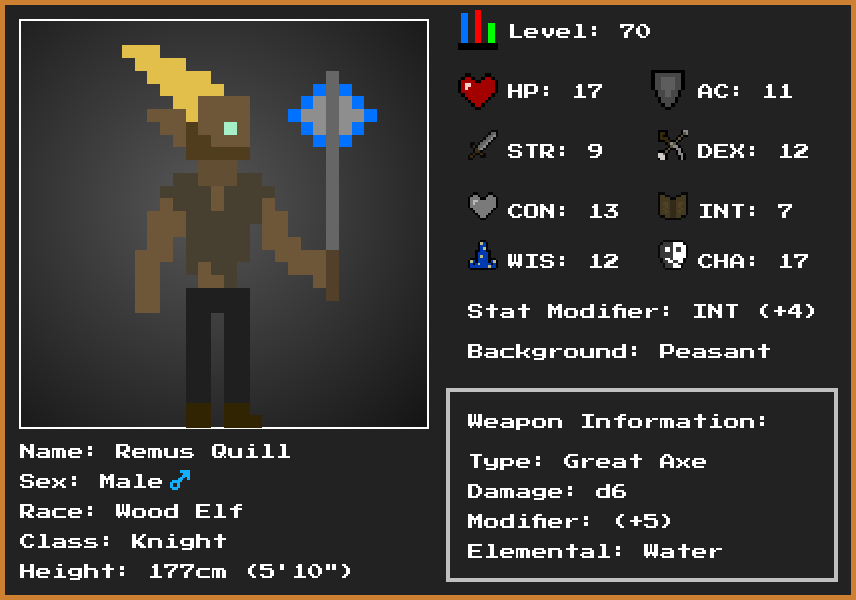 Level: 70
HP: 17
AC: 11
STR: 9
DEX: 12
CON: 13
INT: 7
WIS: 12
CHA: 17
Stat Modifier: INT (+4)
Background: Peasant
Weapon Information:
Type: Great Axe
Damage: d6
Modifier: (+5)
Elemental: Water
Name: Remus Quill
Sex: Male♂
Race: Wood Elf
Class: Knight
Height: 177cm (5'10")